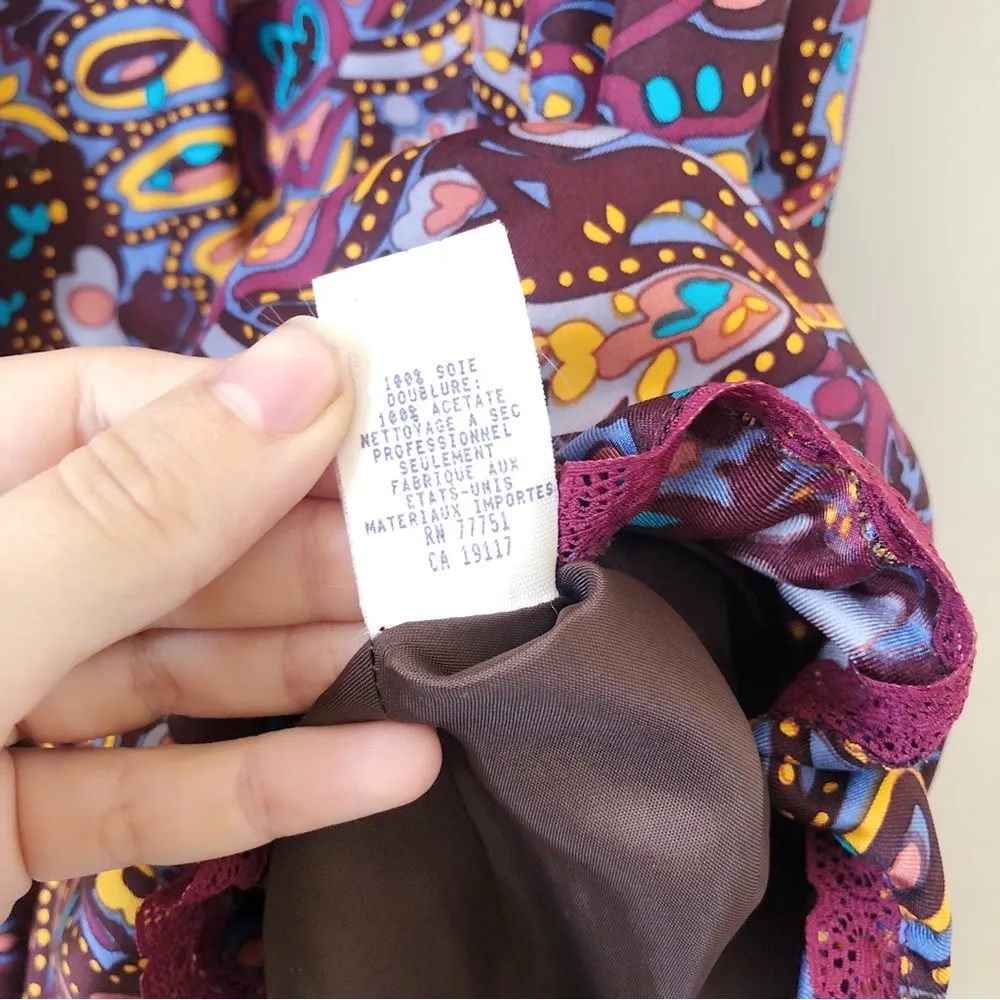 100% SOIE
DOUBLURE:
100% ACETATE
NETTOYAGE A SEC
PROFESSIONNEL
SEULEMENT
FABRIQUE AUX
ETATS-UNIS
MATERIAUX IMPORTES
RN 77751
CA 19117